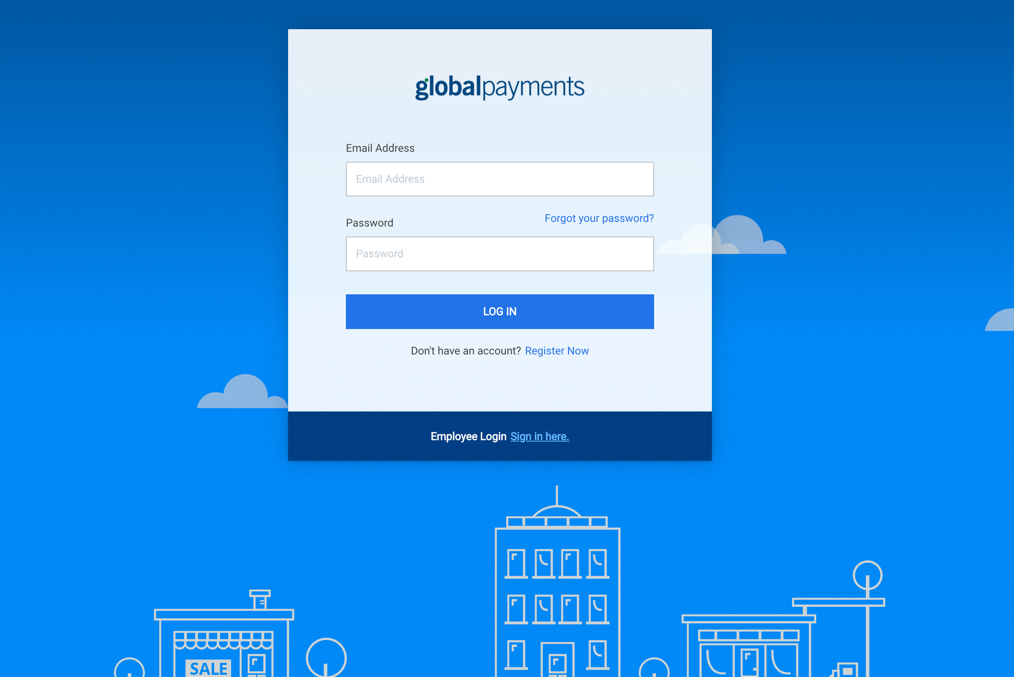 globalpayments
Email Address
Email Address
Forgot your password?
Password
Password
LOG IN
Don't have an account? Register Now
Employee Login Sign in here.
SALE